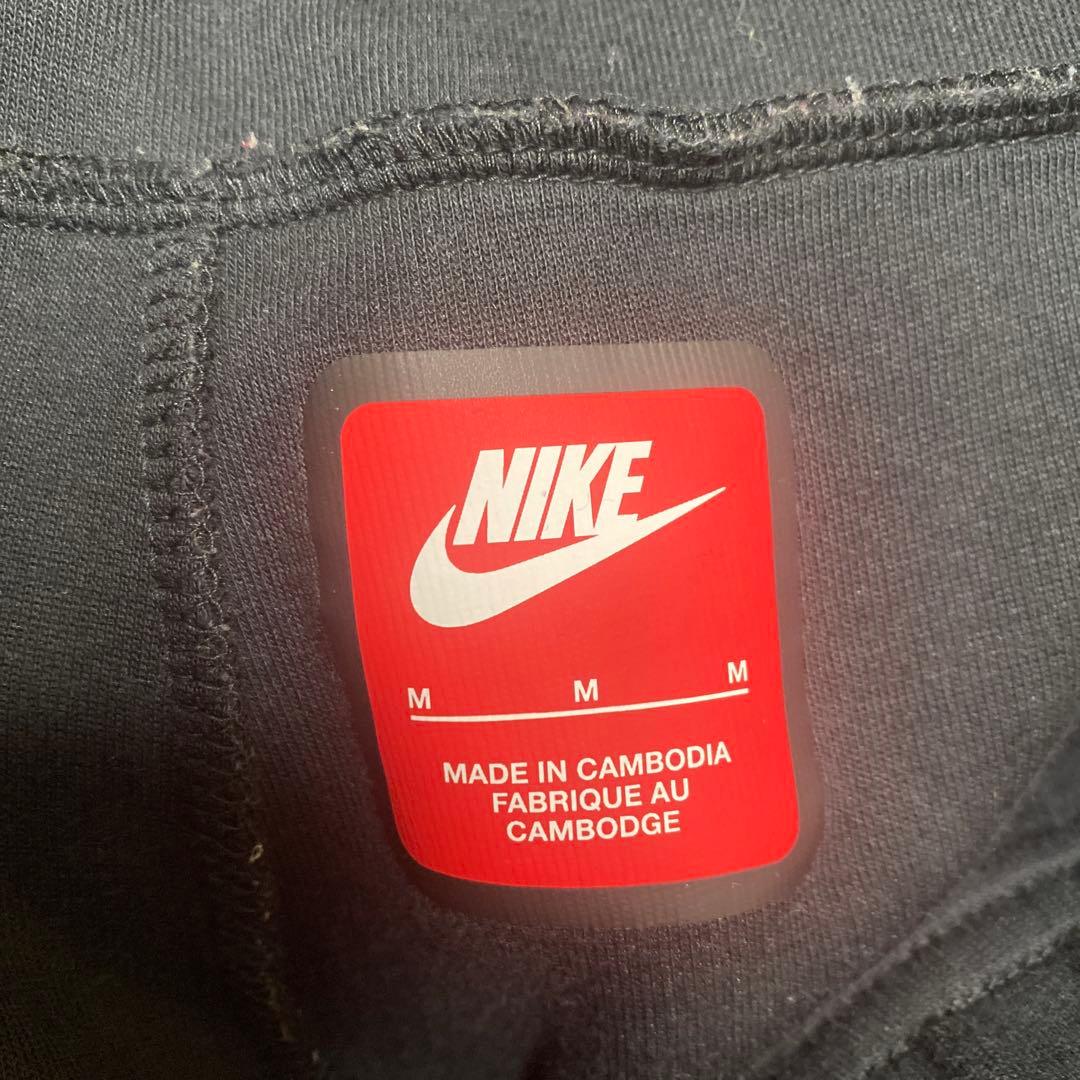 NIKE
M M M
MADE IN CAMBODIA
FABRIQUE AU
CAMBODGE